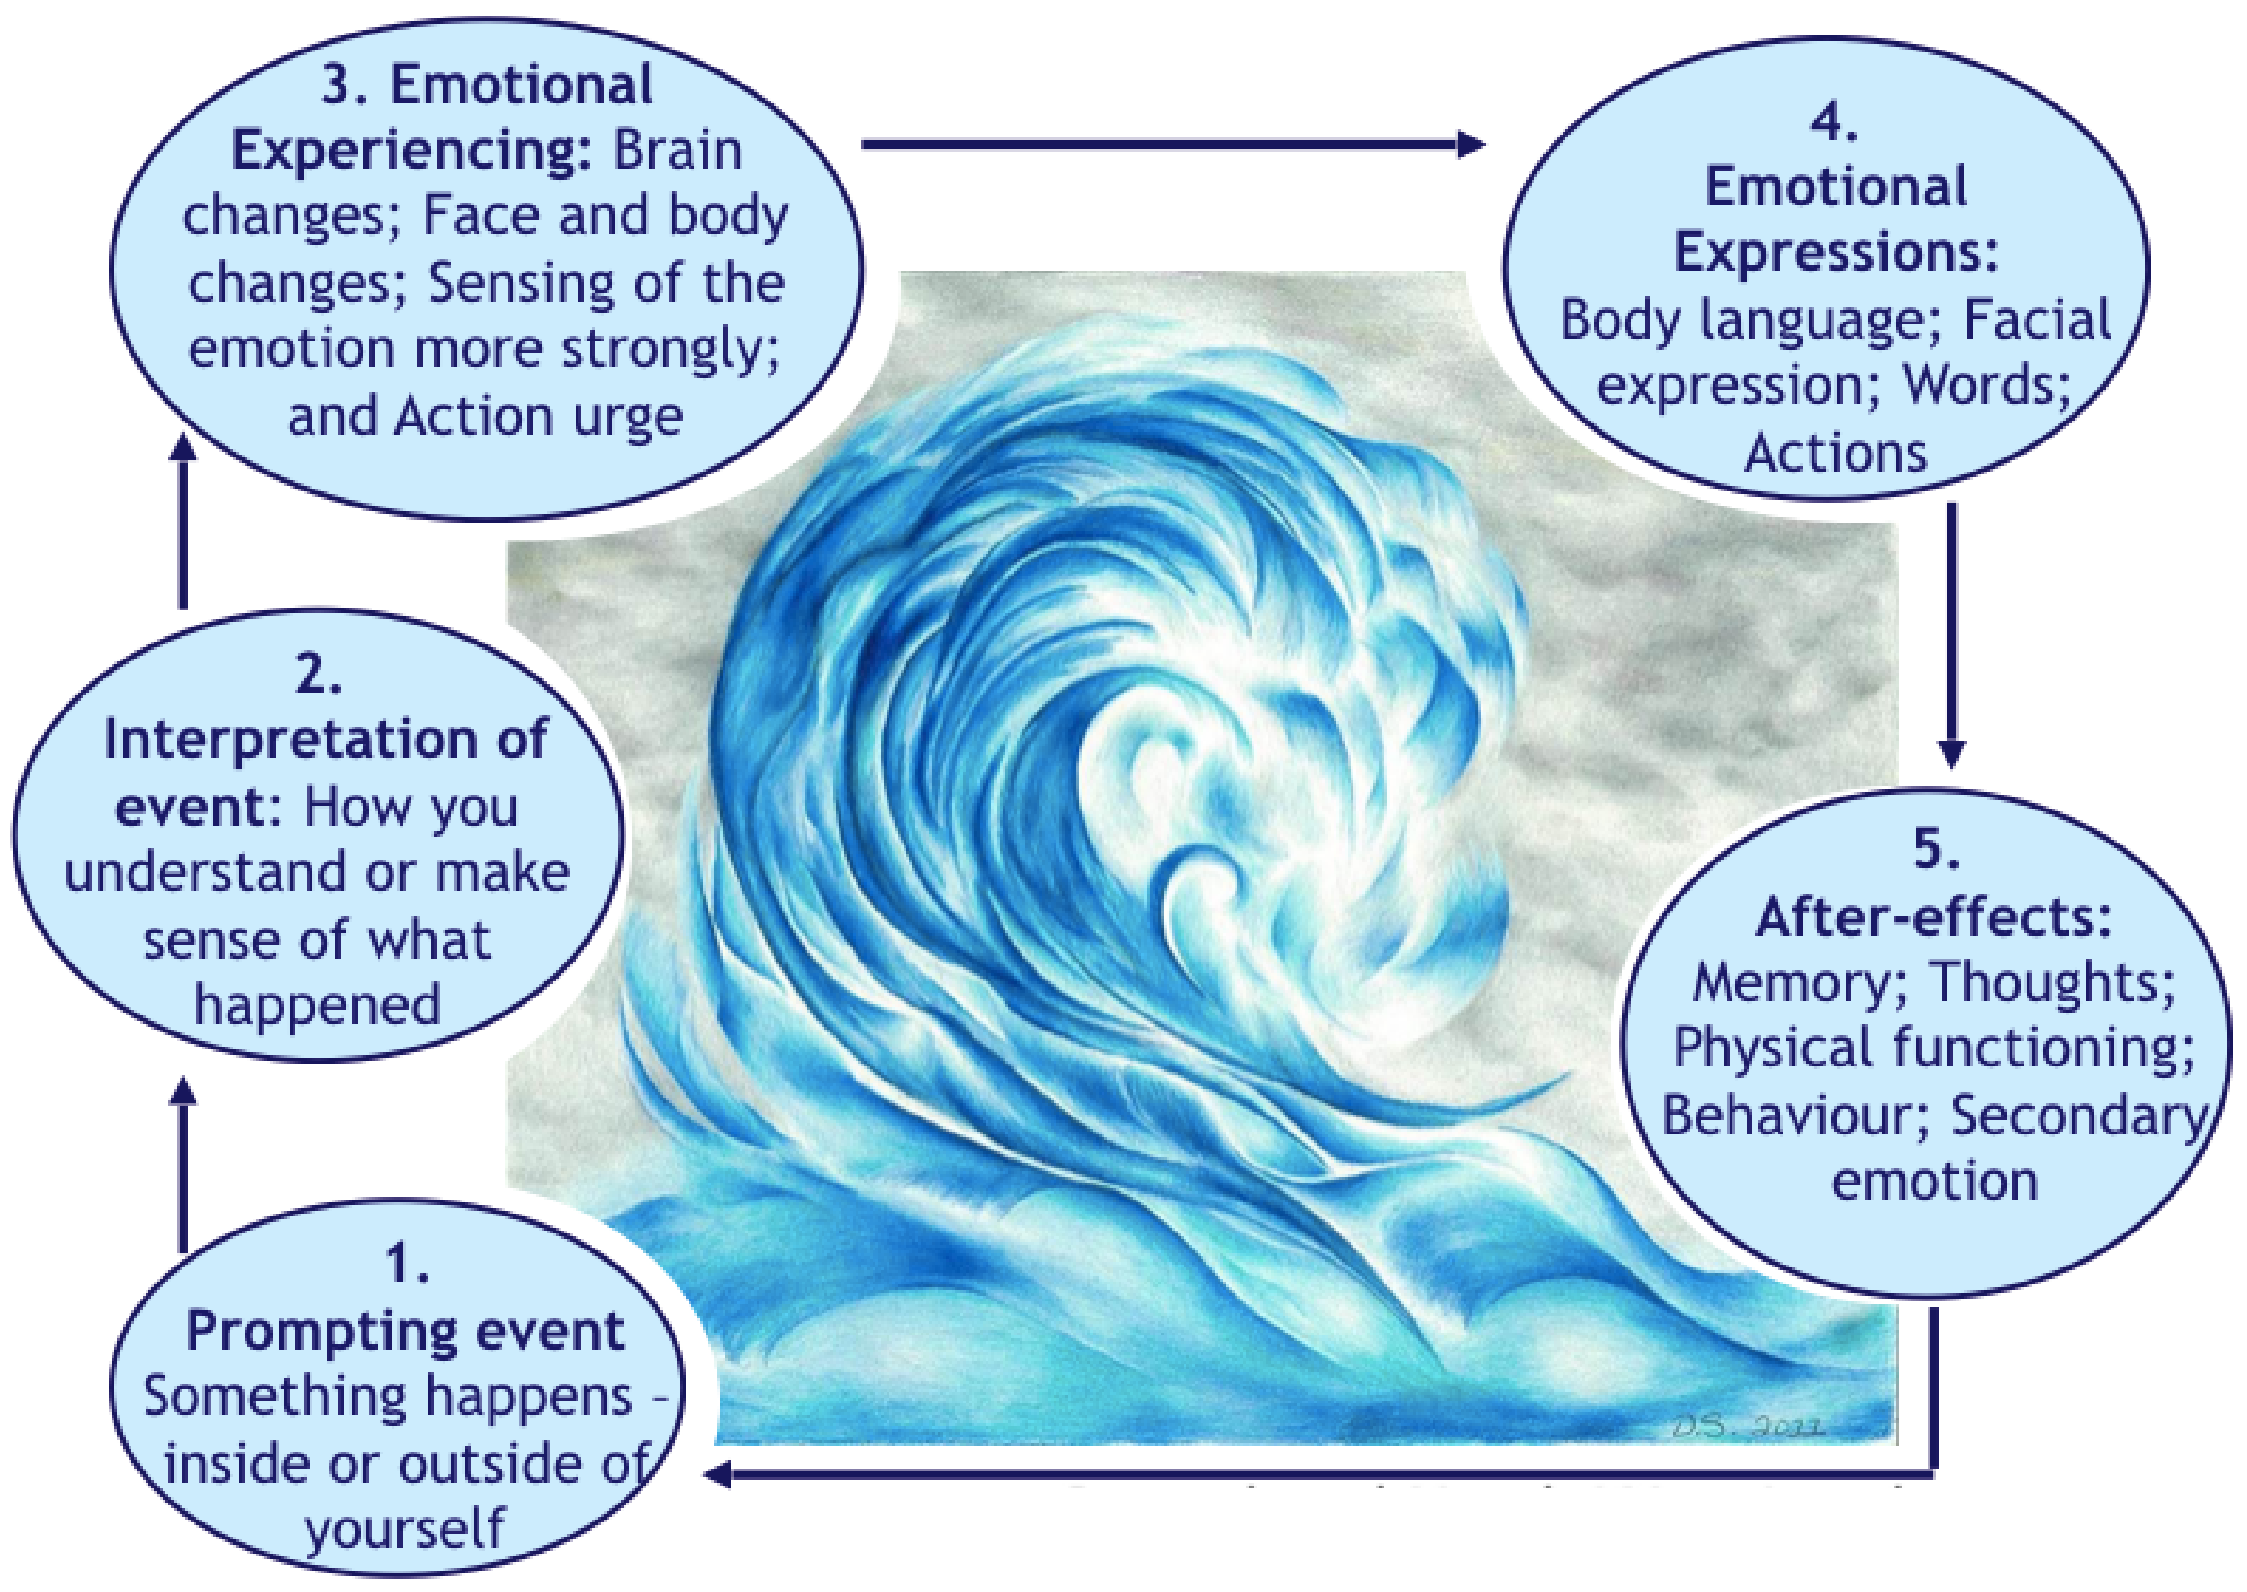 3. Emotional
Experiencing: Brain
changes; Face and body
changes; Sensing of the
emotion more strongly;
and Action urge
4.
Emotional
Expressions:
Body language; Facial
expression; Words;
Actions
2.
Interpretation of
event: How you
understand or make
sense of what
happened
5.
After-effects:
Memory; Thoughts;
Physical functioning;
Behaviour; Secondary
emotion
1.
Prompting event
Something happens –
inside or outside of
yourself
D.S.